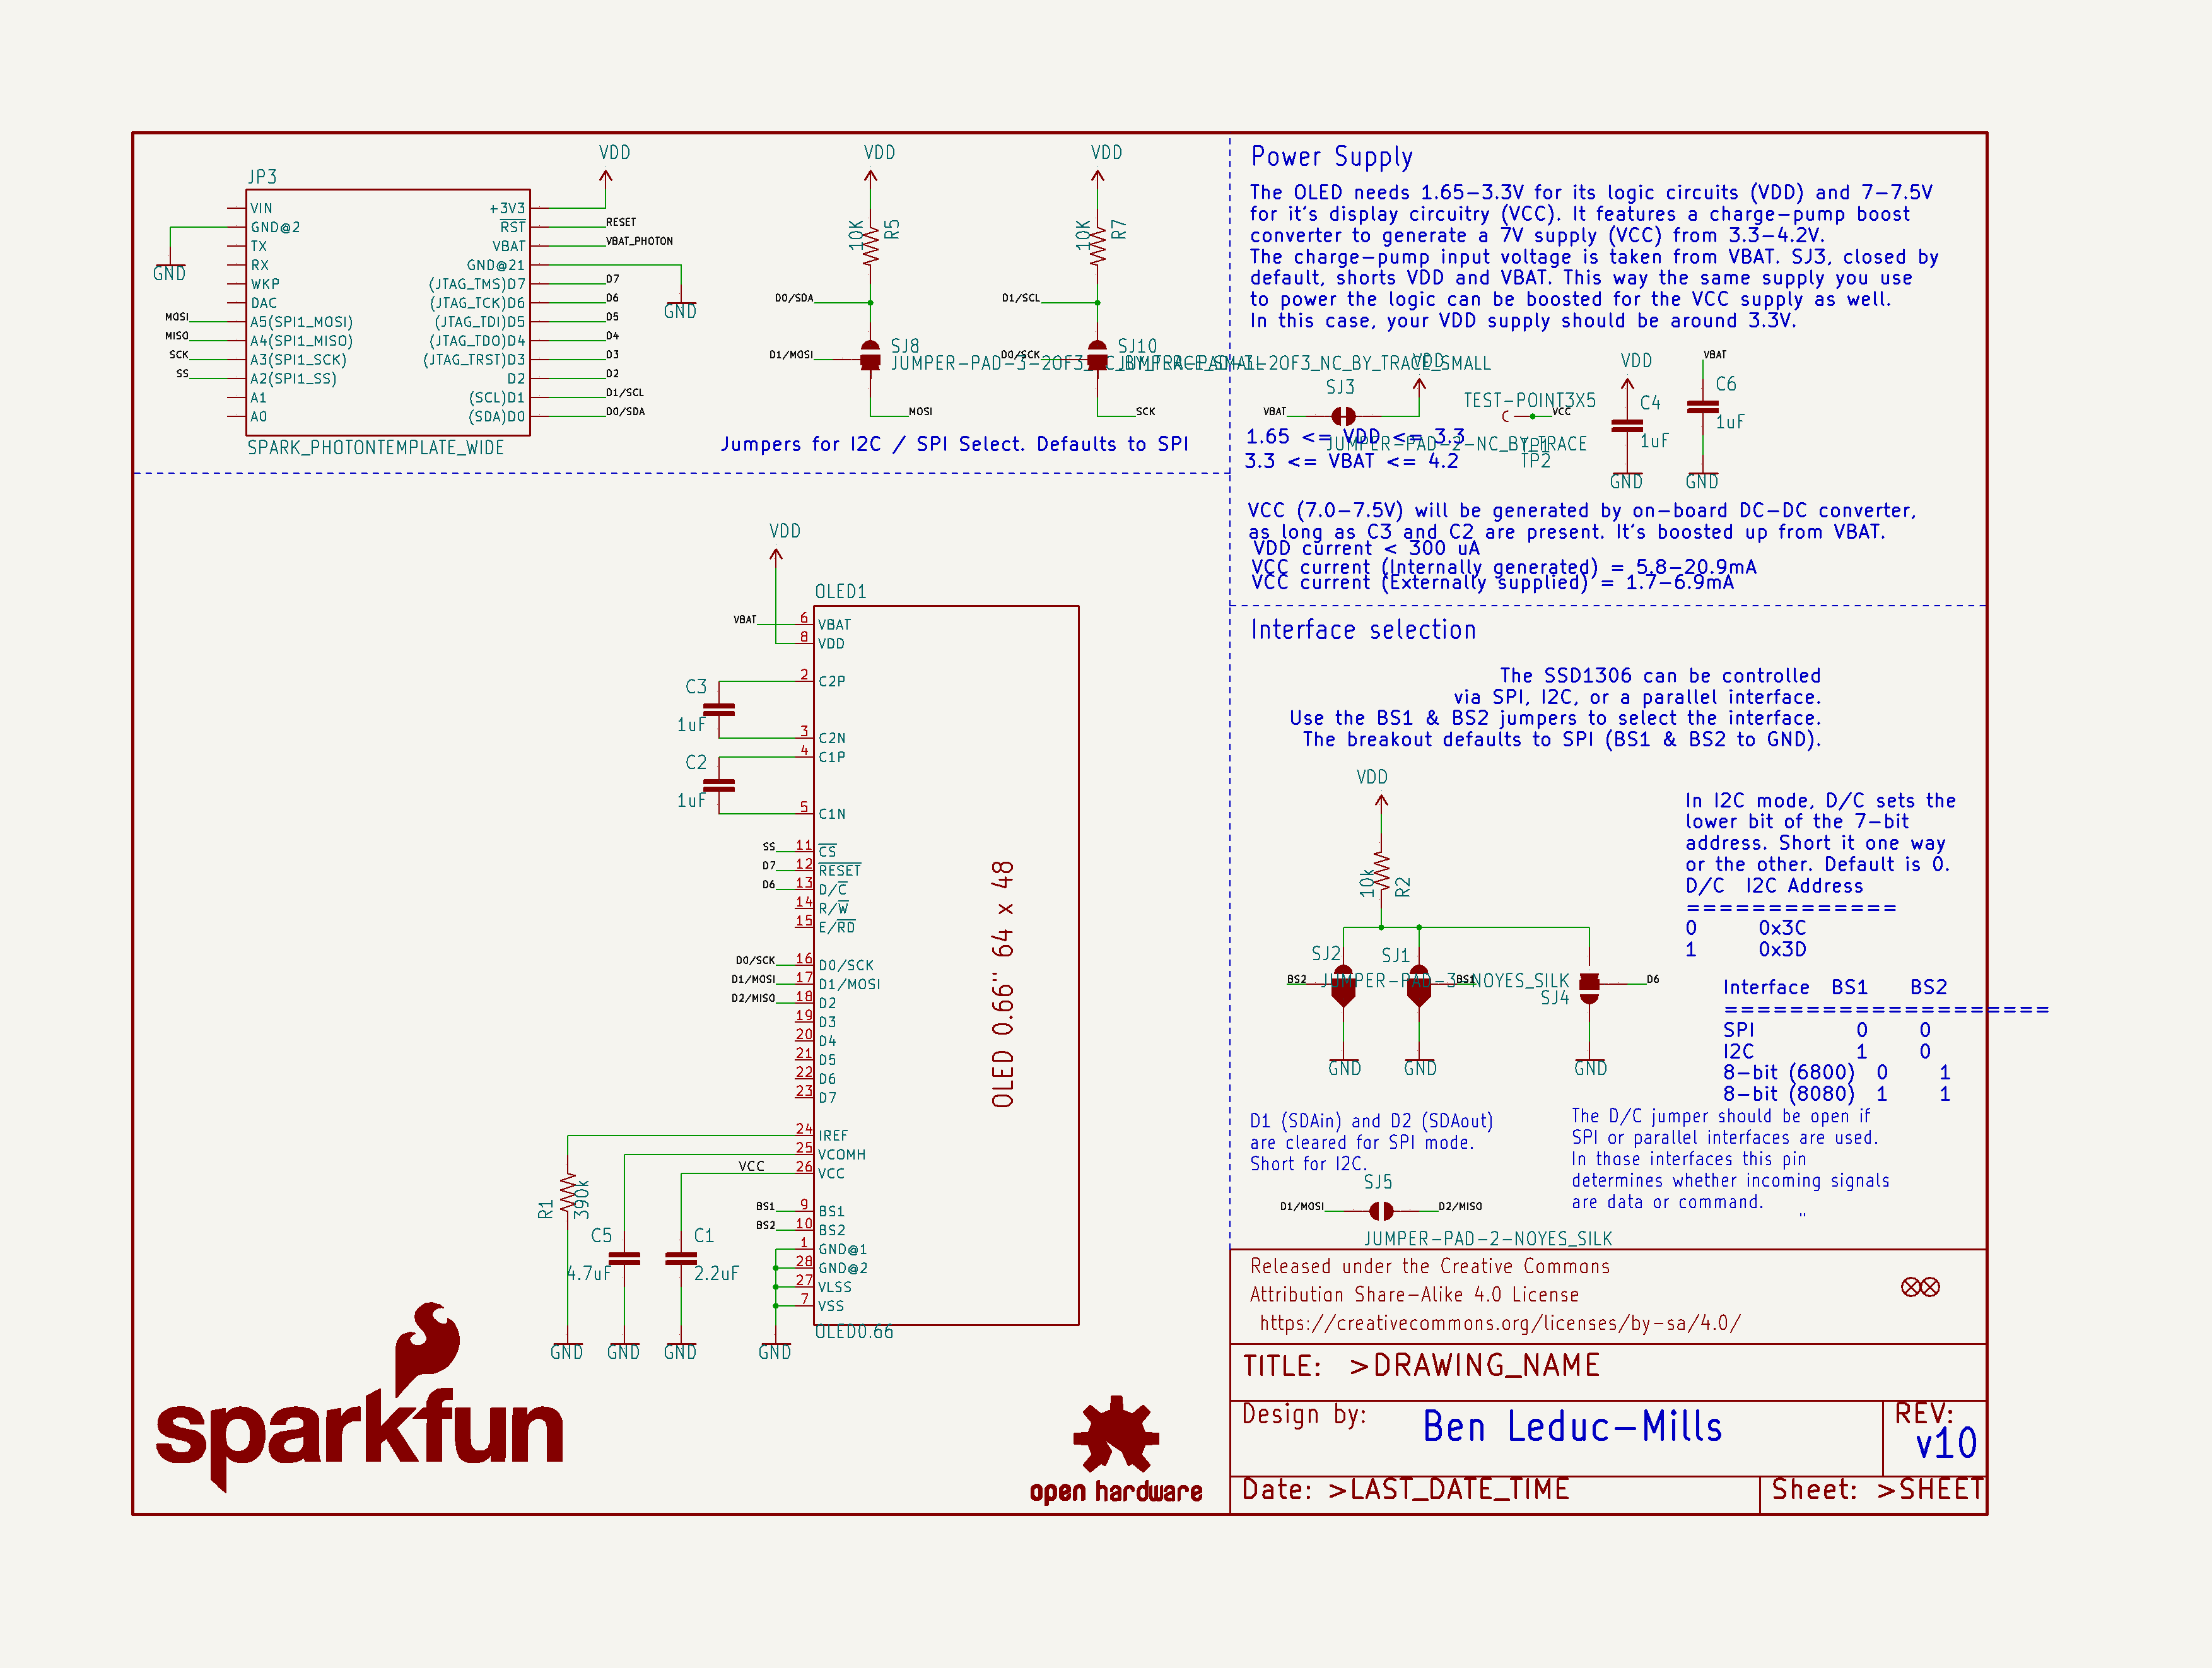 JP3
VIN
GND@2
TX
RX
WKP
DAC
A5(SPI1_MOSI)
A4(SPI1_MISO)
A3(SPI1_SCK)
A2(SPI1_SS)
A1
A0
+3V3
RST
VBAT
GND@21
(JTAG_TMS)D7
(JTAG_TCK)D6
(JTAG_TDI)D5
(JTAG_TDO)D4
(JTAG_TRST)D3
D2
(SCL)D1
(SDA)D0
MOSI
MISO
SCK
SS
GND
VDD
RESET
VBAT_PHOTON
D7
D6
D5
D4
D3
D2
D1/SCL
D0/SDA
GND
SPARK_PHOTONTEMPLATE_WIDE
VDD
10K
R5
D0/SDA
D1/MOSI
SJ8
JUMPER-PAD-3-2OF3_NC_BY_TRACE_SMALL
MOSI
VDD
10K
R7
D1/SCL
D0/SCK
SJ10
JUMPER-PAD-3-2OF3_NC_BY_TRACE_SMALL
SCK
Jumpers for I2C / SPI Select. Defaults to SPI
Power Supply
The OLED needs 1.65-3.3V for its logic circuits (VDD) and 7-7.5V
for it's display circuitry (VCC). It features a charge-pump boost
converter to generate a 7V supply (VCC) from 3.3-4.2V.
The charge-pump input voltage is taken from VBAT. SJ3, closed by
default, shorts VDD and VBAT. This way the same supply you use
to power the logic can be boosted for the VCC supply as well.
In this case, your VDD supply should be around 3.3V.
VDD
SJ3
VBAT
JUMPER-PAD-2-NC_BY_TRACE
1.65 <= VDD <= 3.3
3.3 <= VBAT <= 4.2
TEST-POINT3X5
VCC
TP1
TP2
VDD
C4
1uF
GND
VBAT
C6
1uF
GND
VCC (7.0-7.5V) will be generated by on-board DC-DC converter,
as long as C3 and C2 are present. It's boosted up from VBAT.
VDD current < 300 uA
VCC current (Internally generated) = 5.8-20.9mA
VCC current (Externally supplied) = 1.7-6.9mA
VDD
OLED1
VBAT
6 VBAT
8 VDD
2 C2P
3 C2N
4 C1P
5 C1N
C3
1uF
C2
1uF
SS 11 CS
D7 12 RESET
D6 13 D/C
14 R/W
15 E/RD
D0/SCK 16 D0/SCK
D1/MOSI 17 D1/MOSI
D2/MISO 18 D2
19 D3
20 D4
21 D5
22 D6
23 D7
24 IREF
25 VCOMH
VCC 26 VCC
BS1 9 BS1
BS2 10 BS2
1 GND@1
28 GND@2
27 VLSS
7 VSS
OLED 0.66" 64 x 48
OLED0.66
R1
390k
C5
4.7uF
C1
2.2uF
GND
GND
GND
GND
Interface selection
The SSD1306 can be controlled
via SPI, I2C, or a parallel interface.
Use the BS1 & BS2 jumpers to select the interface.
The breakout defaults to SPI (BS1 & BS2 to GND).
VDD
10k
R2
SJ2
SJ1
BS2
BS1
JUMPER-PAD-3-NOYES_SILK
SJ4
D6
GND
GND
GND
In I2C mode, D/C sets the
lower bit of the 7-bit
address. Short it one way
or the other. Default is 0.
D/C I2C Address
=============
0 0x3C
1 0x3D
Interface BS1 BS2
====================
SPI 0 0
I2C 1 0
8-bit (6800) 0 1
8-bit (8080) 1 1
D1 (SDAin) and D2 (SDAout)
are cleared for SPI mode.
Short for I2C.
SJ5
D1/MOSI
D2/MISO
JUMPER-PAD-2-NOYES_SILK
The D/C jumper should be open if
SPI or parallel interfaces are used.
In those interfaces this pin
determines whether incoming signals
are data or command.
"
Released under the Creative Commons
Attribution Share-Alike 4.0 License
https://creativecommons.org/licenses/by-sa/4.0/
TITLE: >DRAWING_NAME
Design by: Ben Leduc-Mills
REV: v10
Date: >LAST_DATE_TIME
Sheet: >SHEET
sparkfun
open hardware